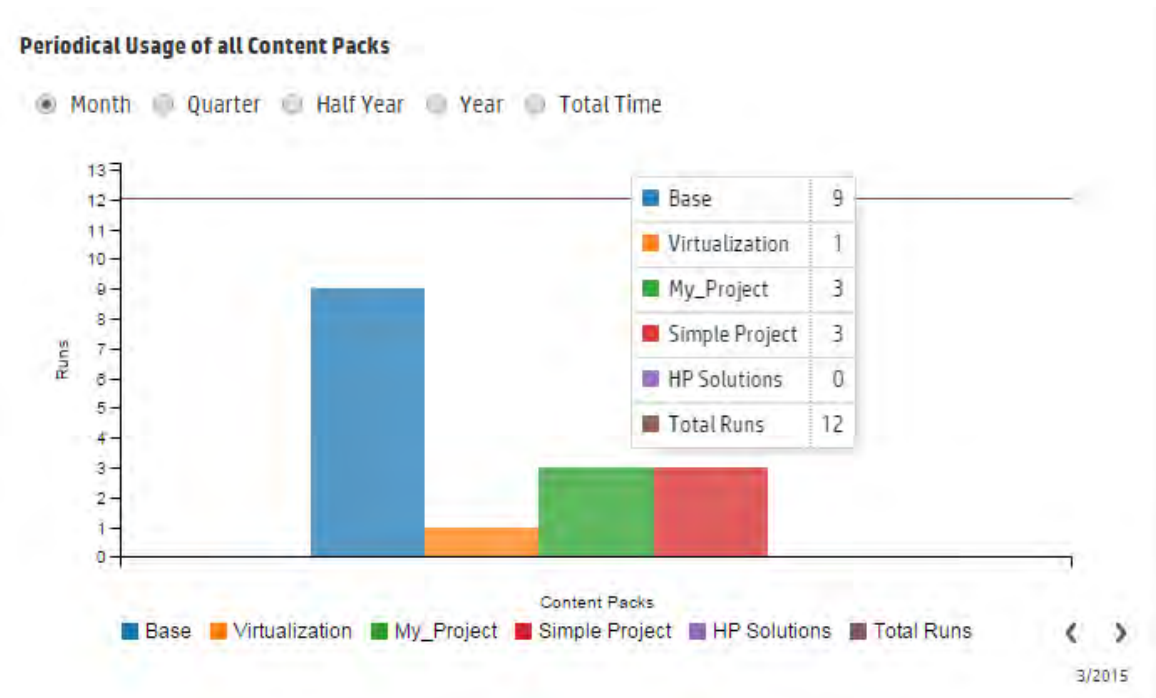 Periodical Usage of all Content Packs
Month Quarter Half Year Year Total Time
13
12
11
10
9
8
7
6
5
4
3
2
1
0
Runs
Base 9
Virtualization 1
My_Project 3
Simple Project 3
HP Solutions 0
Total Runs 12
Content Packs
Base Virtualization My_Project Simple Project HP Solutions Total Runs
3/2015